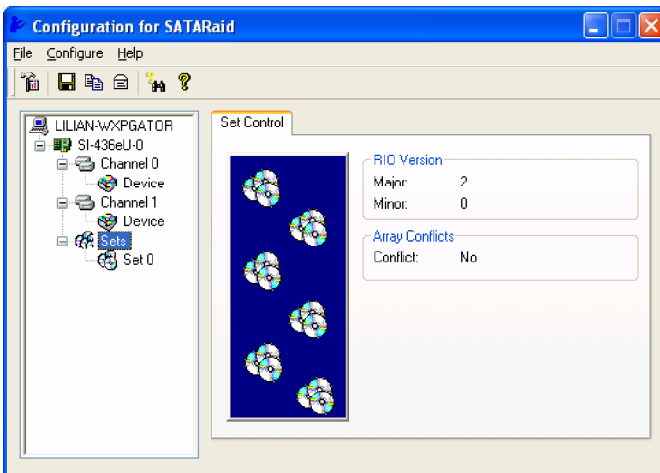 Configuration for SATARaid
File Configure Help
LILIAN-WXPGATOR
SI-436eU-0
Channel 0
Device
Channel 1
Device
Sets
Set 0
Set Control
RIO Version
Major: 2
Minor: 0
Array Conflicts
Conflict: No